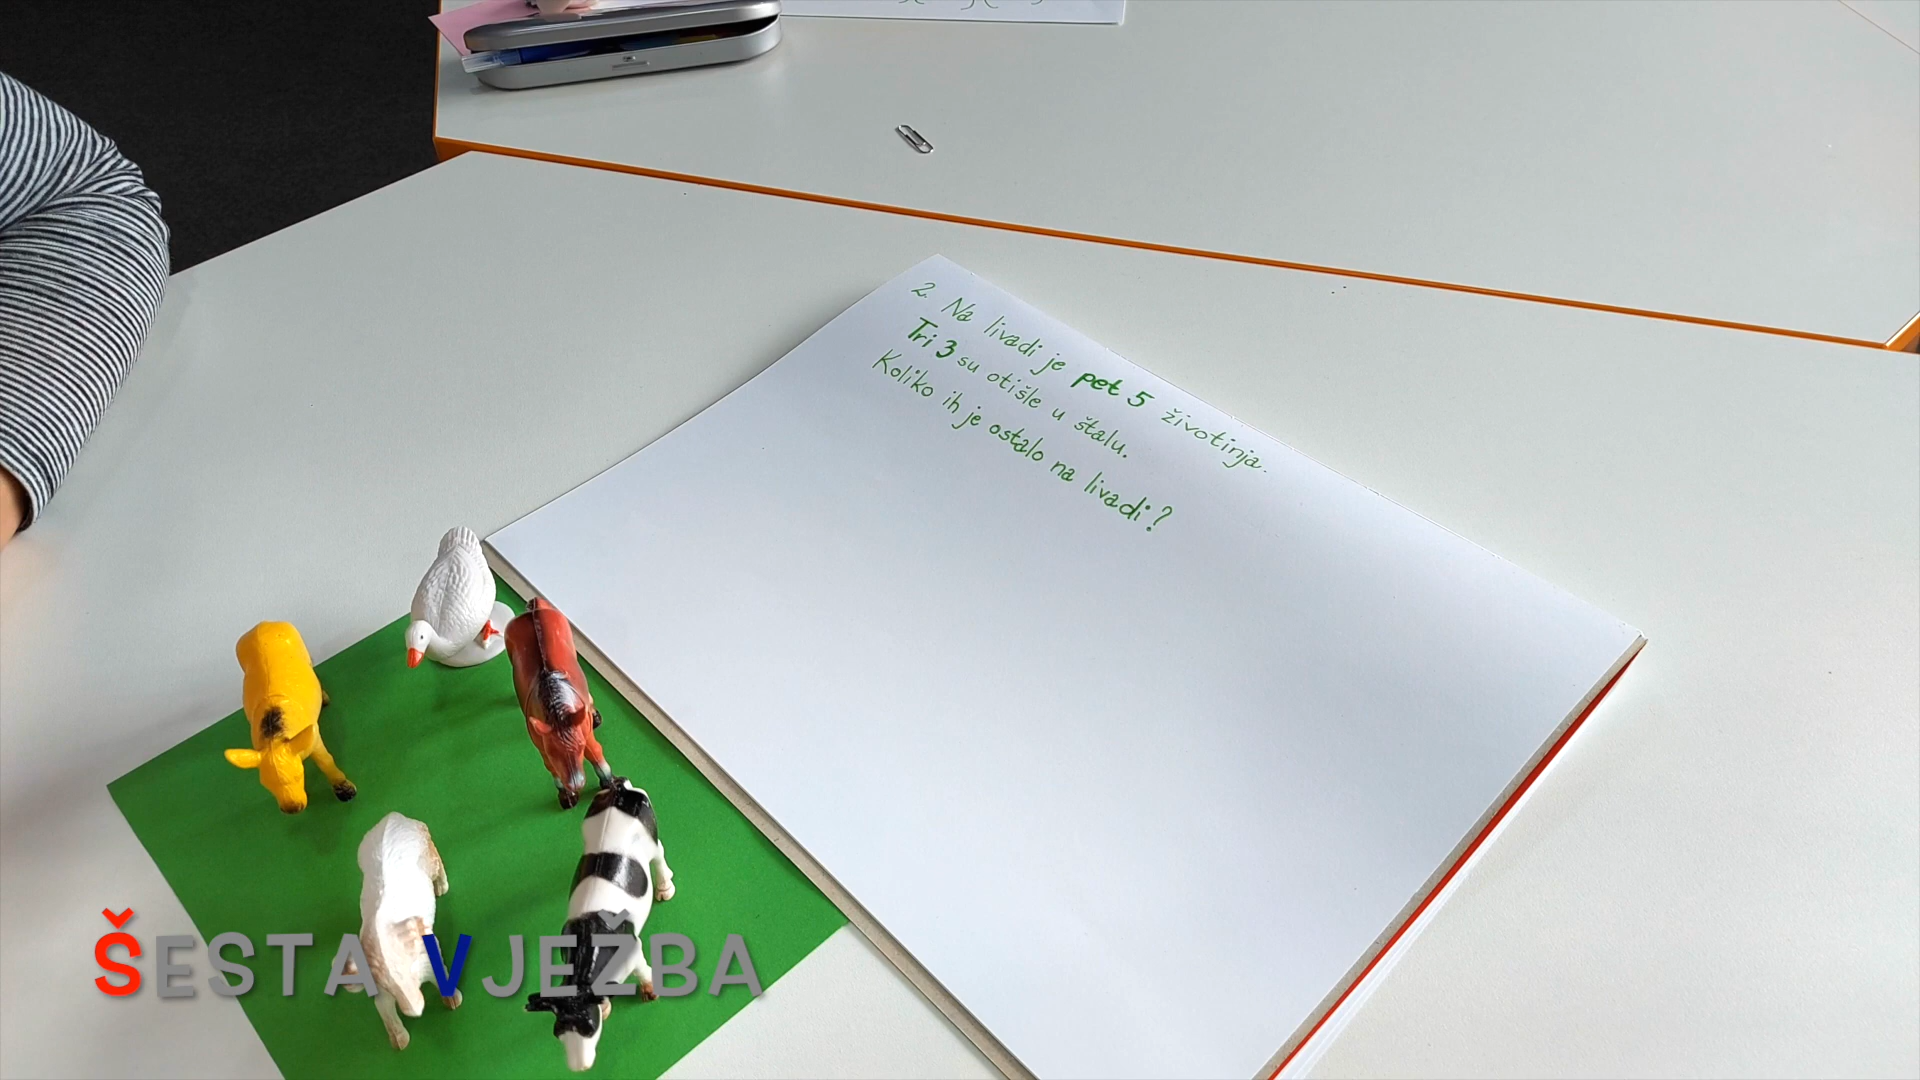 2. Na livadi je pet 5 životinja.
Tri 3 su otišle u štalu.
Koliko ih je ostalo na livadi?
ŠESTA VJEŽBA